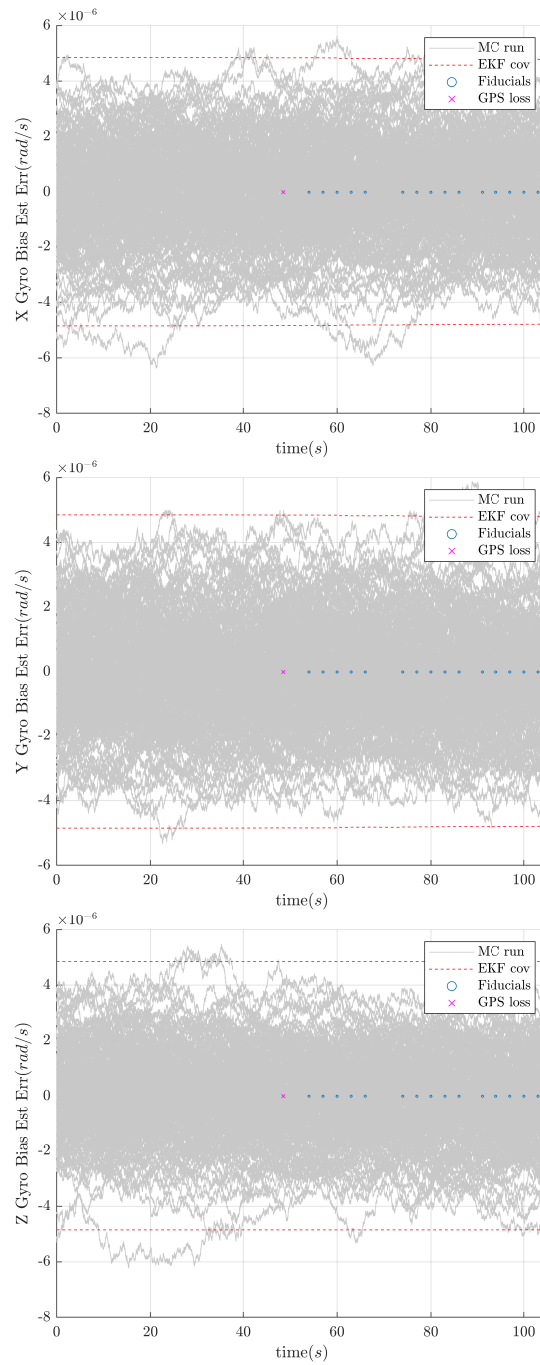 ×10⁻⁶
6
4
2
0
-2
-4
-6
-8
X Gyro Bias Est Err(rad/s)
MC run
EKF cov
Fiducials
GPS loss
0 20 40 60 80 100
time(s)
×10⁻⁶
6
4
2
0
-2
-4
-6
Y Gyro Bias Est Err(rad/s)
MC run
EKF cov
Fiducials
GPS loss
0 20 40 60 80 100
time(s)
×10⁻⁶
6
4
2
0
-2
-4
-6
-8
Z Gyro Bias Est Err(rad/s)
MC run
EKF cov
Fiducials
GPS loss
0 20 40 60 80 100
time(s)